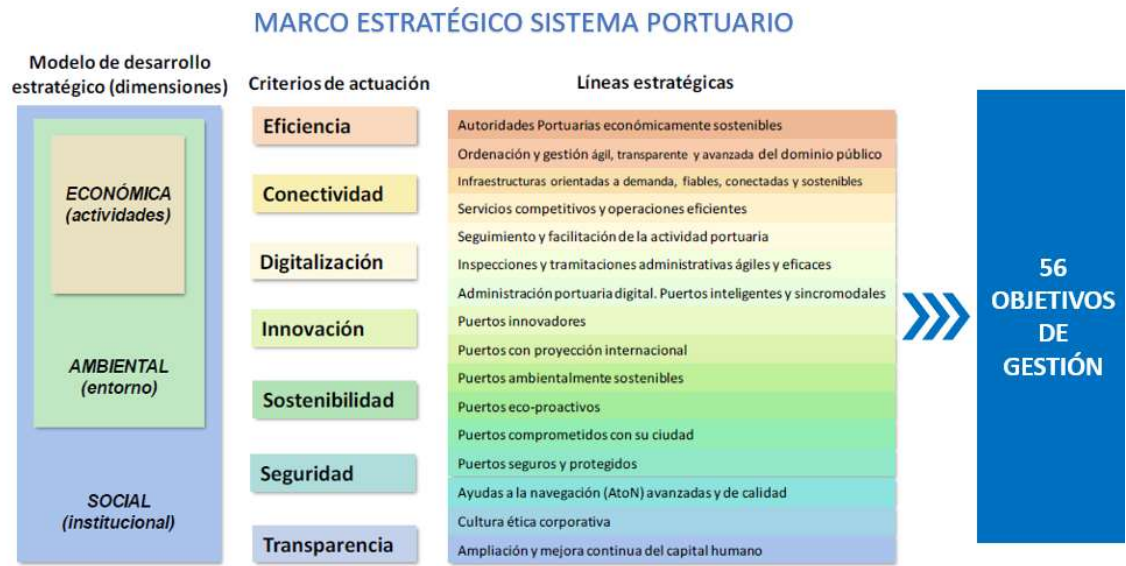 MARCO ESTRATÉGICO SISTEMA PORTUARIO
Modelo de desarrollo
estratégico (dimensiones)
ECONÓMICA
(actividades)
AMBIENTAL
(entorno)
SOCIAL
(institucional)
Criterios de actuación
Eficiencia
Conectividad
Digitalización
Innovación
Sostenibilidad
Seguridad
Transparencia
Líneas estratégicas
Autoridades Portuarias económicamente sostenibles
Ordenación y gestión ágil, transparente y avanzada del dominio público
Infraestructuras orientadas a demanda, fiables, conectadas y sostenibles
Servicios competitivos y operaciones eficientes
Seguimiento y facilitación de la actividad portuaria
Inspecciones y tramitaciones administrativas ágiles y eficaces
Administración portuaria digital. Puertos inteligentes y sincromodales
Puertos innovadores
Puertos con proyección internacional
Puertos ambientalmente sostenibles
Puertos eco-proactivos
Puertos comprometidos con su ciudad
Puertos seguros y protegidos
Ayudas a la navegación (AtoN) avanzadas y de calidad
Cultura ética corporativa
Ampliación y mejora continua del capital humano
56
OBJETIVOS
DE
GESTIÓN